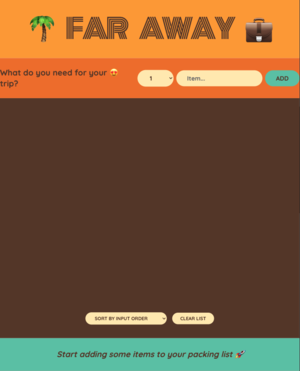 🌴 FAR AWAY 💼
What do you need for your 😍
trip?
1
Item...
ADD
SORT BY INPUT ORDER
CLEAR LIST
Start adding some items to your packing list 🚀